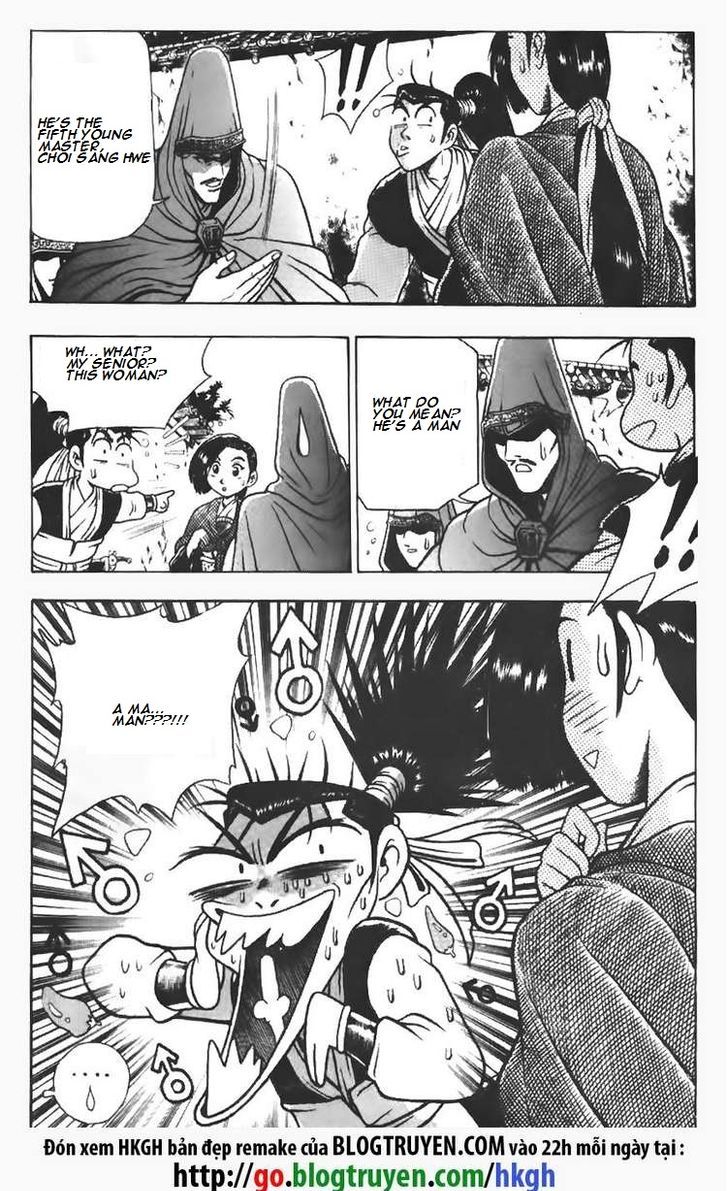 HE'S THE
FIFTH YOUNG
MASTER,
CHOI SANG HWE
!!
WH... WHAT?
MY SENIOR?
THIS WOMAN?
WHAT DO
YOU MEAN?
HE'S A MAN
!!
A MA...
MAN???!!!
.....
Đón xem HKGH bản đẹp remake của BLOGTRUYEN.COM vào 22h mỗi ngày tại :
http://go.blogtruyen.com/hkgh